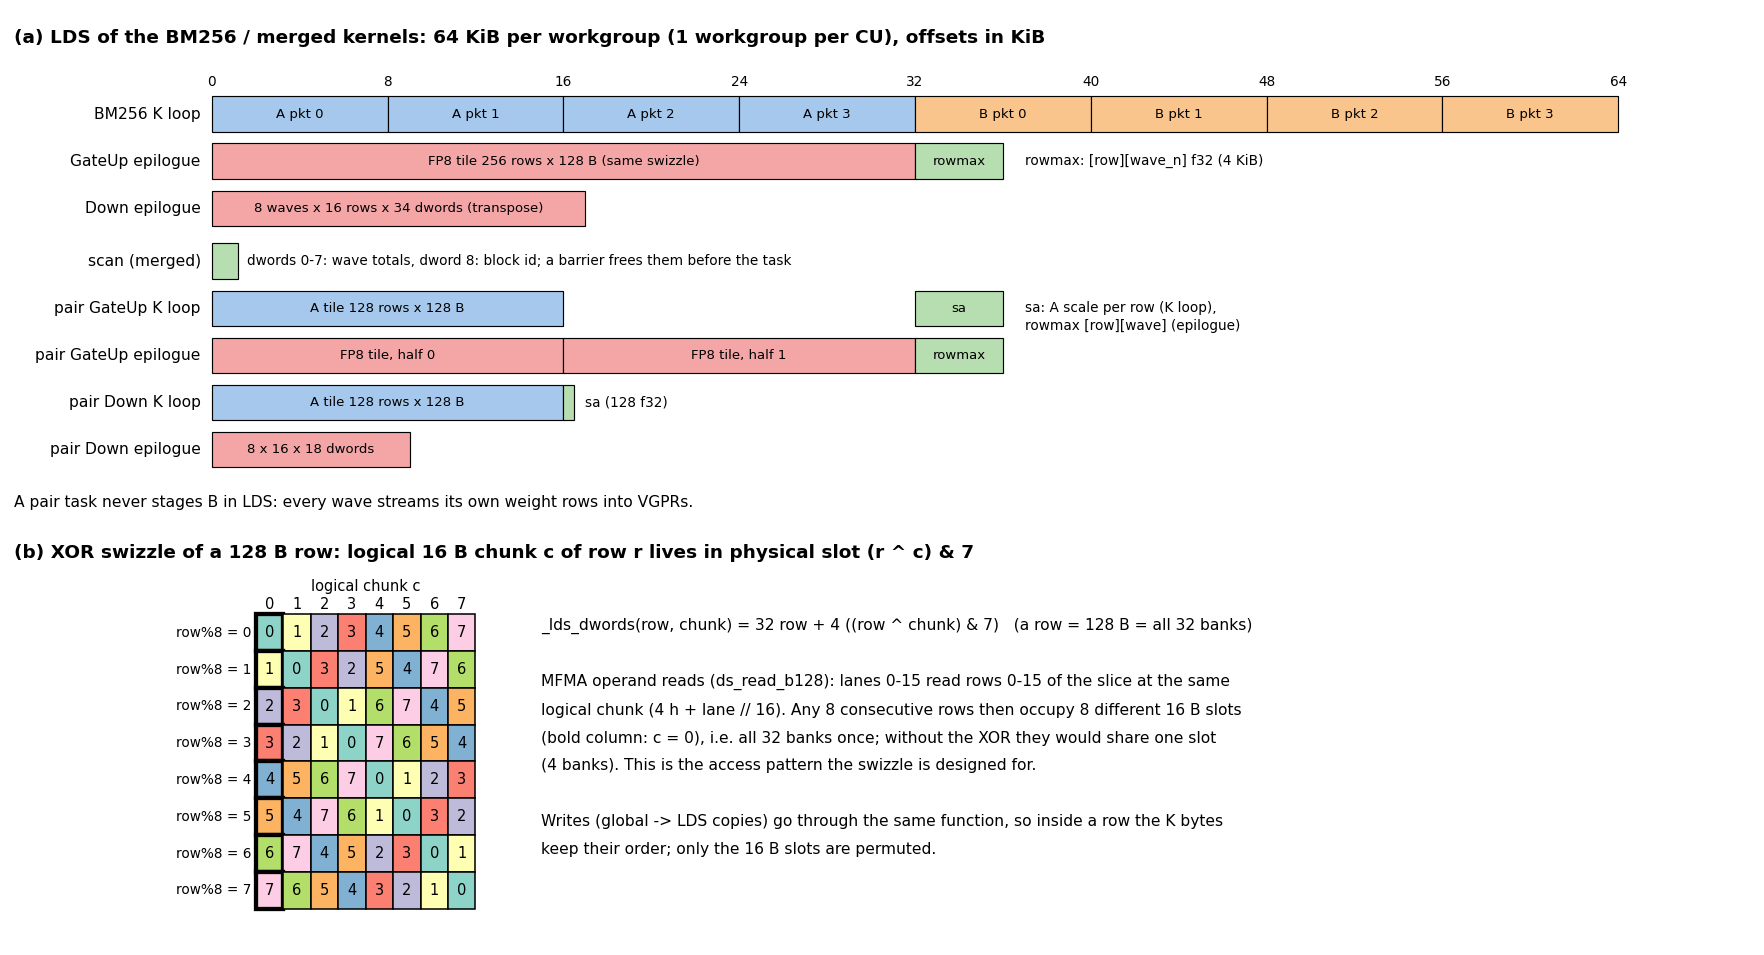 (a) LDS of the BM256 / merged kernels: 64 KiB per workgroup (1 workgroup per CU), offsets in KiB
0 8 16 24 32 40 48 56 64
BM256 K loop A pkt 0 A pkt 1 A pkt 2 A pkt 3 B pkt 0 B pkt 1 B pkt 2 B pkt 3
GateUp epilogue FP8 tile 256 rows x 128 B (same swizzle) rowmax rowmax: [row][wave_n] f32 (4 KiB)
Down epilogue 8 waves x 16 rows x 34 dwords (transpose)
scan (merged) dwords 0-7: wave totals, dword 8: block id; a barrier frees them before the task
pair GateUp K loop A tile 128 rows x 128 B sa sa: A scale per row (K loop),
rowmax [row][wave] (epilogue)
pair GateUp epilogue FP8 tile, half 0 FP8 tile, half 1 rowmax
pair Down K loop A tile 128 rows x 128 B sa (128 f32)
pair Down epilogue 8 x 16 x 18 dwords
A pair task never stages B in LDS: every wave streams its own weight rows into VGPRs.
(b) XOR swizzle of a 128 B row: logical 16 B chunk c of row r lives in physical slot (r ^ c) & 7
logical chunk c
0 1 2 3 4 5 6 7
row%8 = 0 0 1 2 3 4 5 6 7
row%8 = 1 1 0 3 2 5 4 7 6
row%8 = 2 2 3 0 1 6 7 4 5
row%8 = 3 3 2 1 0 7 6 5 4
row%8 = 4 4 5 6 7 0 1 2 3
row%8 = 5 5 4 7 6 1 0 3 2
row%8 = 6 6 7 4 5 2 3 0 1
row%8 = 7 7 6 5 4 3 2 1 0
_lds_dwords(row, chunk) = 32 row + 4 ((row ^ chunk) & 7) (a row = 128 B = all 32 banks)
MFMA operand reads (ds_read_b128): lanes 0-15 read rows 0-15 of the slice at the same
logical chunk (4 h + lane // 16). Any 8 consecutive rows then occupy 8 different 16 B slots
(bold column: c = 0), i.e. all 32 banks once; without the XOR they would share one slot
(4 banks). This is the access pattern the swizzle is designed for.
Writes (global -> LDS copies) go through the same function, so inside a row the K bytes
keep their order; only the 16 B slots are permuted.